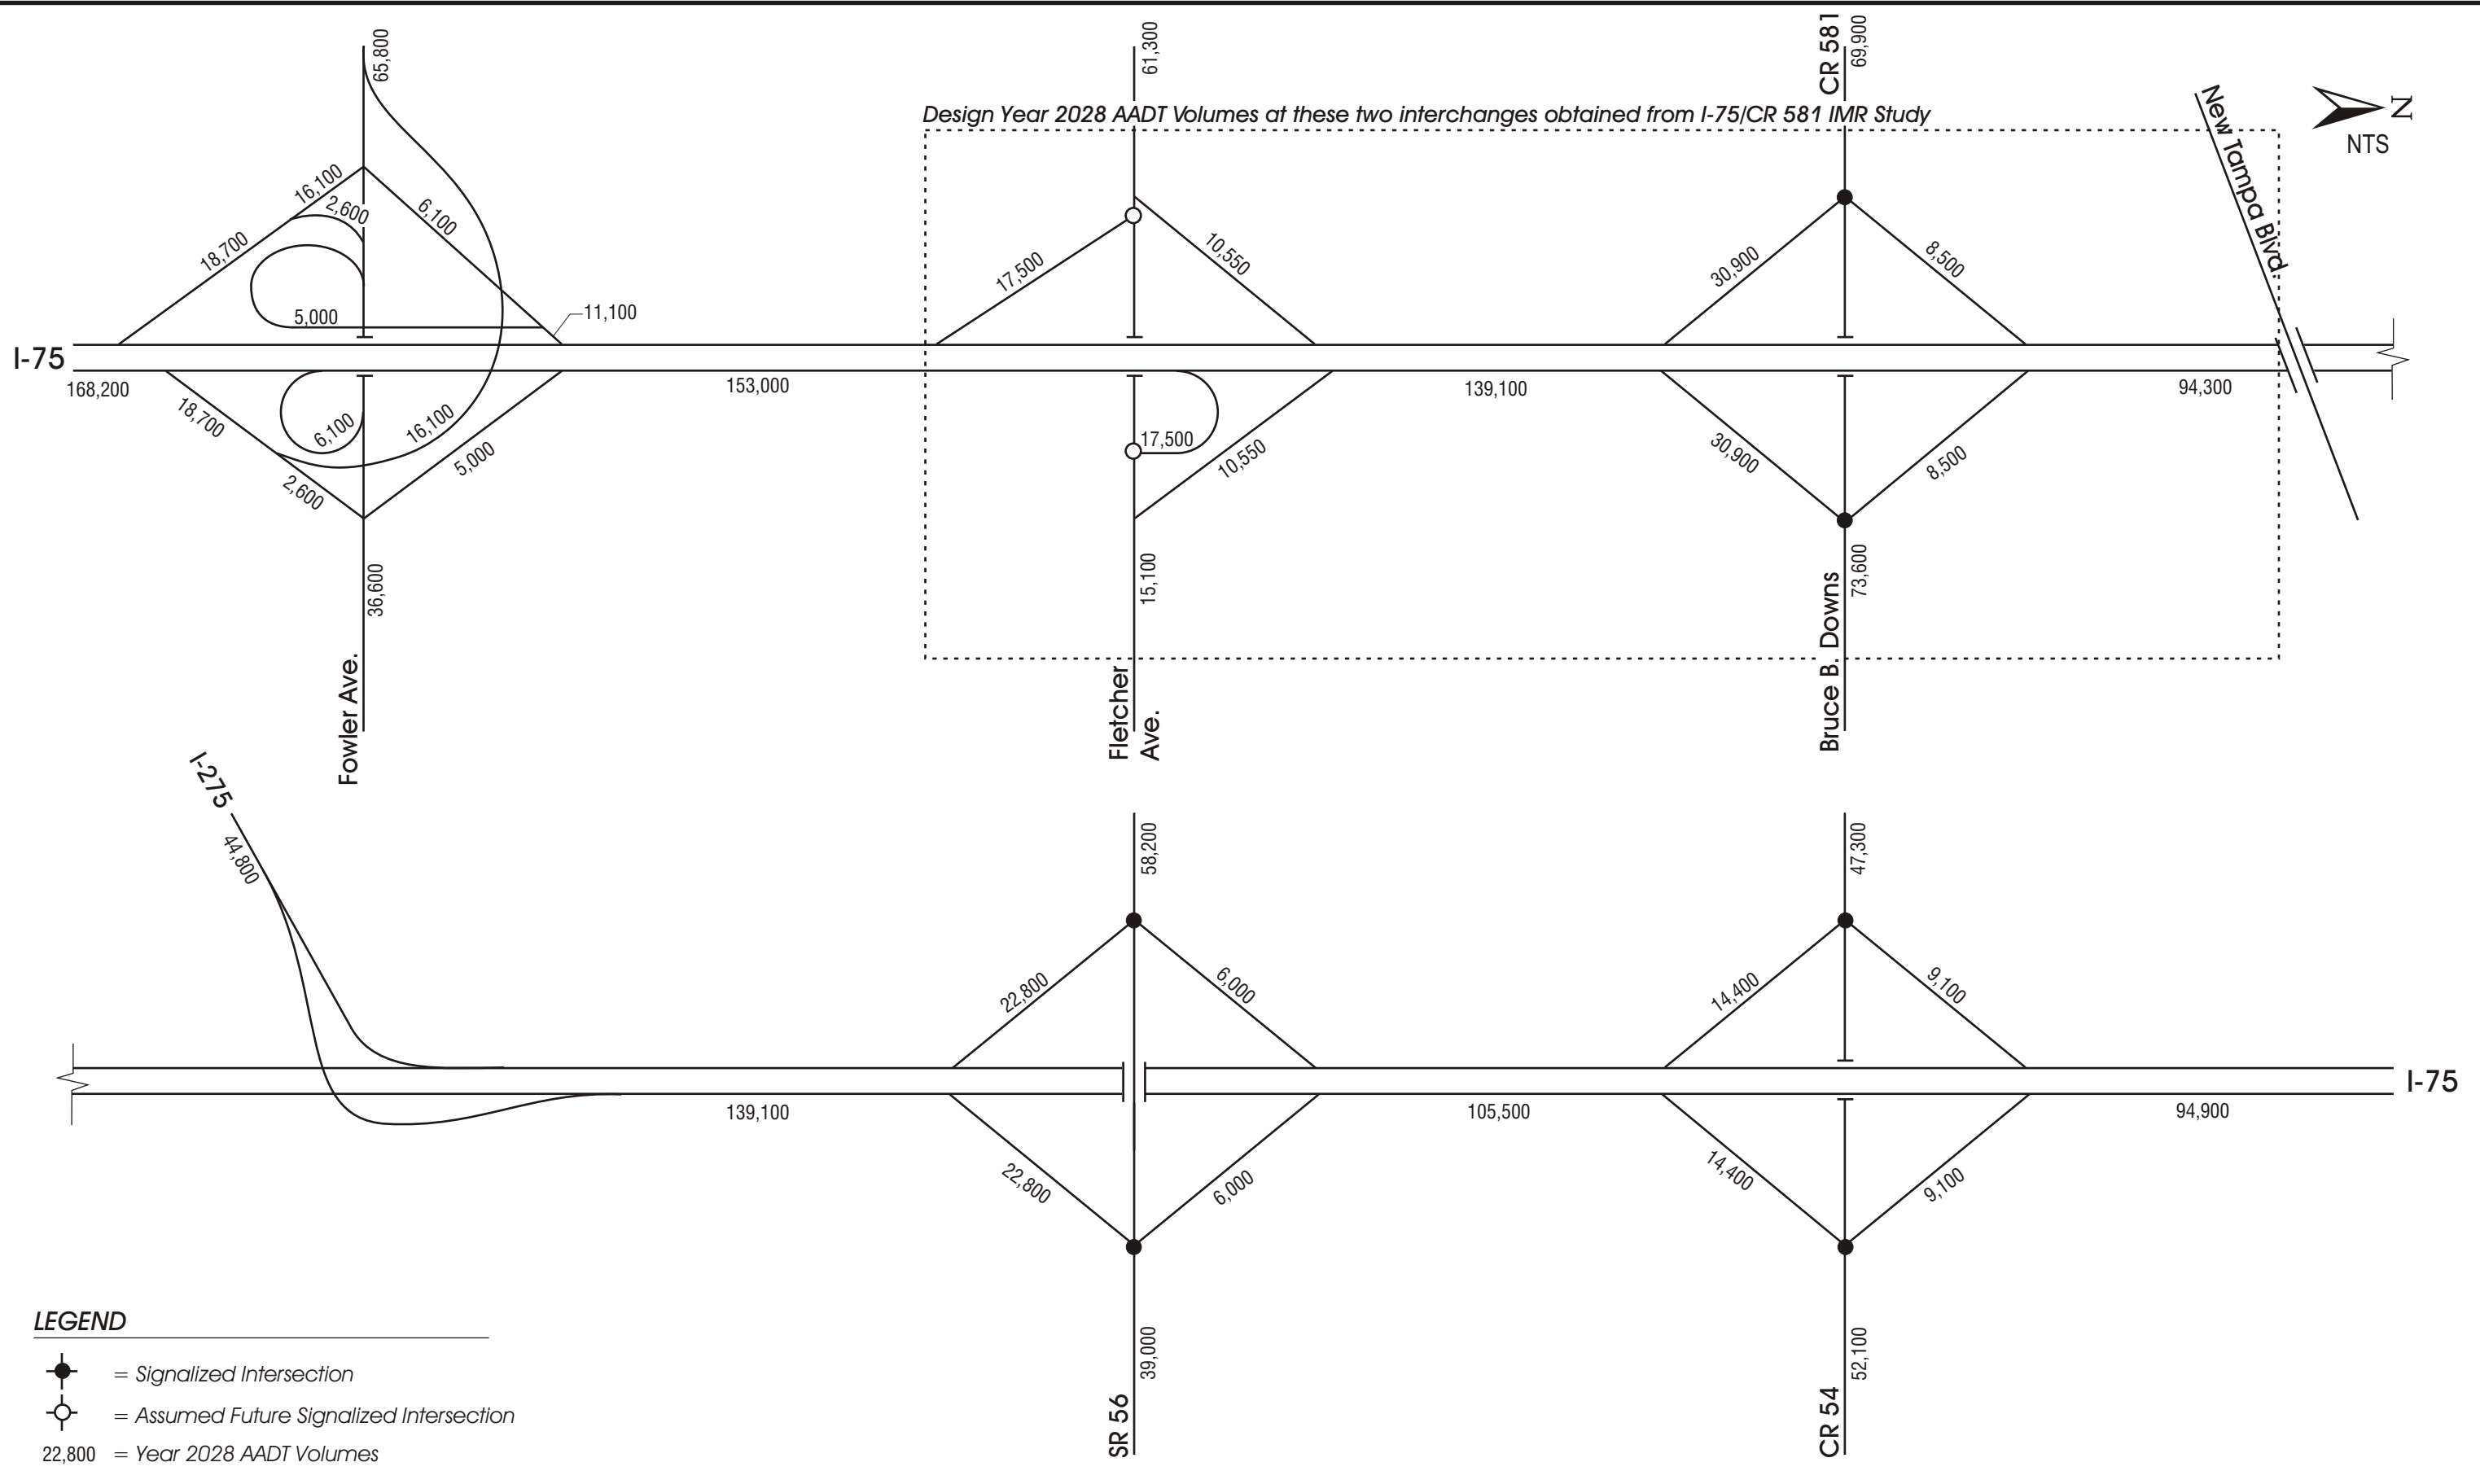 65,800
61,300
CR 581
69,900
New Tampa Blvd.
N
NTS
Design Year 2028 AADT Volumes at these two interchanges obtained from I-75/CR 581 IMR Study
16,100
2,600
6,100
18,700
5,000
11,100
17,500
10,550
30,900
8,500
I-75
168,200
153,000
139,100
94,300
18,700
6,100
16,100
5,000
2,600
17,500
10,550
30,900
8,500
36,600
15,100
73,600
Fowler Ave.
Fletcher
Ave.
Bruce B. Downs
I-275
44,800
58,200
47,300
22,800
6,000
14,400
9,100
I-75
139,100
105,500
94,900
22,800
6,000
14,400
9,100
39,000
52,100
SR 56
CR 54
LEGEND
= Signalized Intersection
= Assumed Future Signalized Intersection
22,800 = Year 2028 AADT Volumes